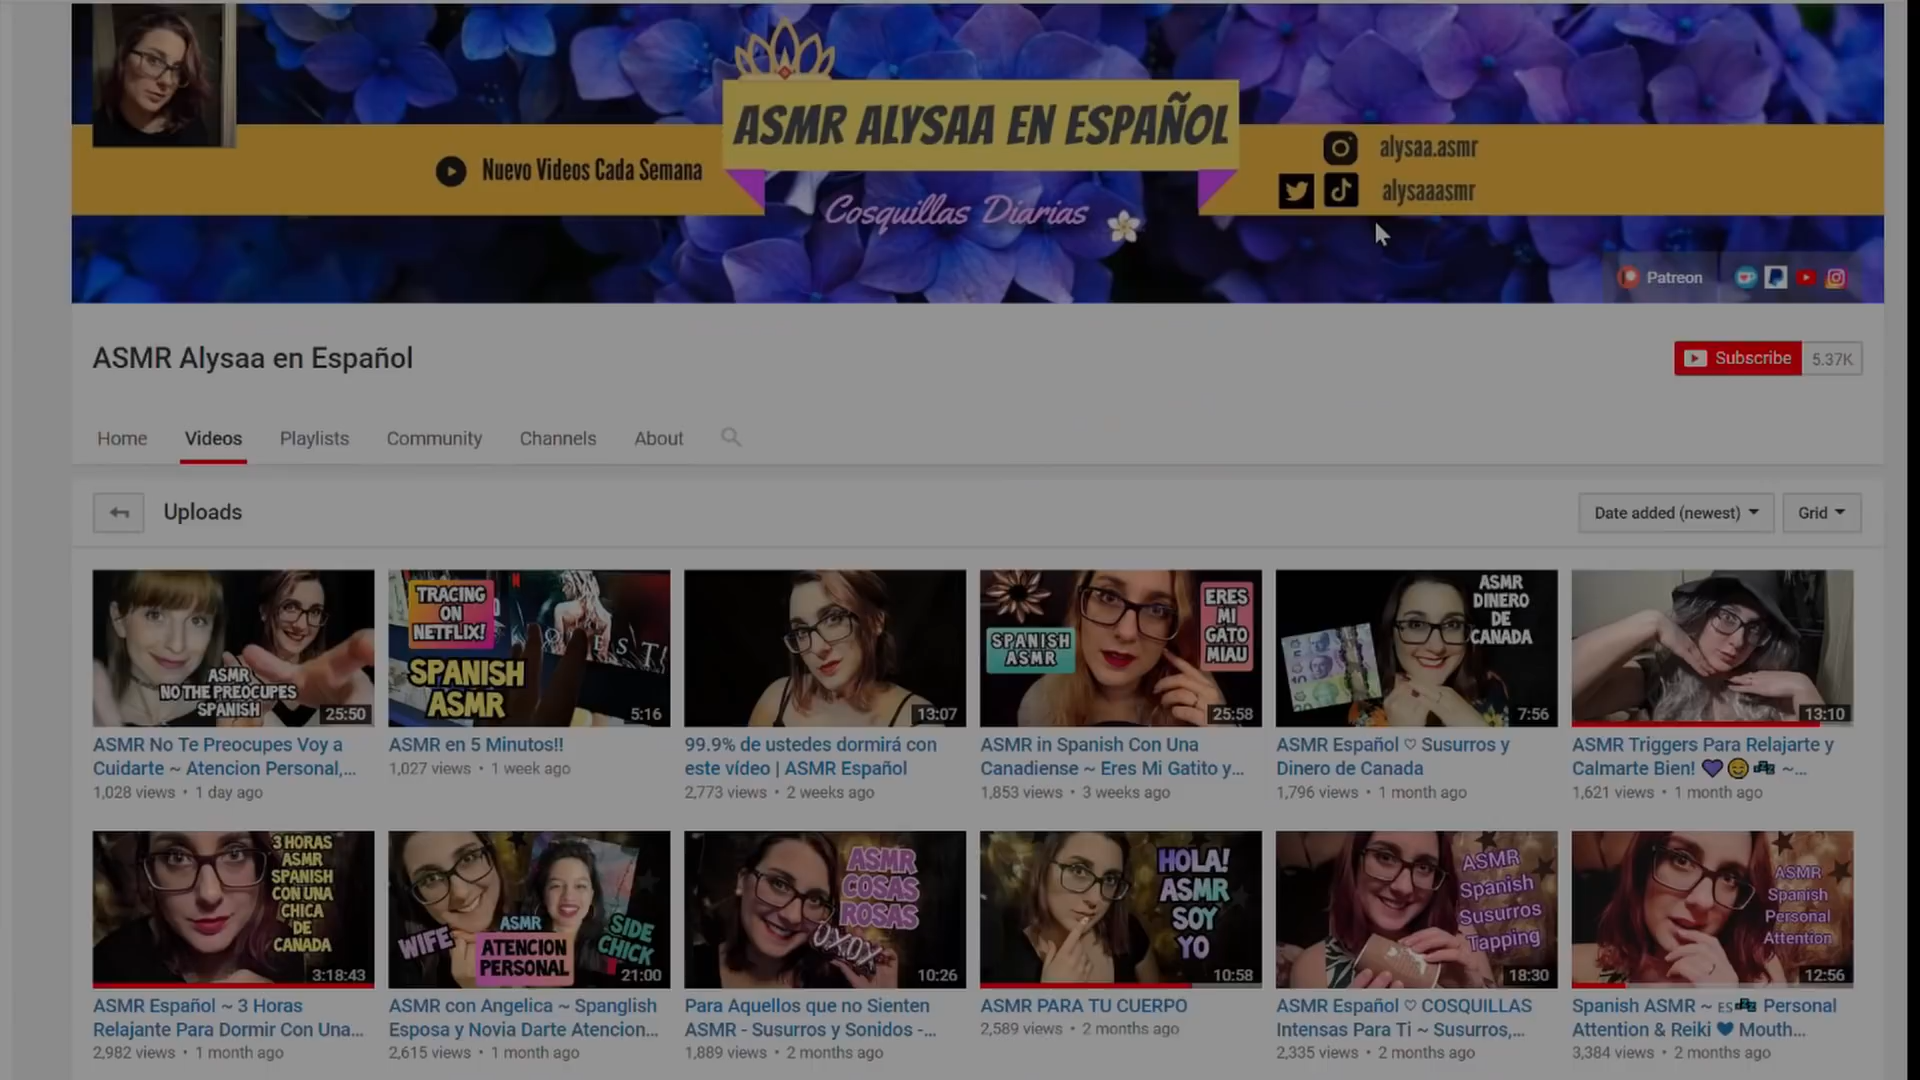 ASMR ALYSAA EN ESPAÑOL
Nuevo Videos Cada Semana
alysaa.asmr
alysaaasmr
Cosquillas Diarias
Patreon
ASMR Alysaa en Español
Subscribe 5.37K
Home Videos Playlists Community Channels About
Uploads
Date added (newest) Grid
ASMR
NO THE PREOCUPES
SPANISH
25:50
TRACING
ON
NETFLIX!
SPANISH
ASMR
5:16
13:07
SPANISH
ASMR
ERES
MI
GATO
MIAU
25:58
ASMR
DINERO
DE
CANADA
7:56
13:10
ASMR No Te Preocupes Voy a
Cuidarte ~ Atencion Personal,...
1,028 views • 1 day ago
ASMR en 5 Minutos!!
1,027 views • 1 week ago
99.9% de ustedes dormirá con
este vídeo | ASMR Español
2,773 views • 2 weeks ago
ASMR in Spanish Con Una
Canadiense ~ Eres Mi Gatito y...
1,853 views • 3 weeks ago
ASMR Español ♡ Susurros y
Dinero de Canada
1,796 views • 1 month ago
ASMR Triggers Para Relajarte y
Calmarte Bien! 💜😊💤 ~...
1,621 views • 1 month ago
3 HORAS
ASMR
SPANISH
CON UNA
CHICA
DE
CANADA
3:18:43
WIFE
ASMR
ATENCION
PERSONAL
SIDE
CHICK
21:00
ASMR
COSAS
ROSAS
XOXO
10:26
HOLA!
ASMR
SOY
YO
10:58
ASMR
Spanish
Susurros
Tapping
18:30
ASMR
Spanish
Personal
Attention
12:56
ASMR Español ~ 3 Horas
Relajante Para Dormir Con Una...
2,982 views • 1 month ago
ASMR con Angelica ~ Spanglish
Esposa y Novia Darte Atencion...
2,615 views • 1 month ago
Para Aquellos que no Sienten
ASMR - Susurros y Sonidos -...
1,889 views • 2 months ago
ASMR PARA TU CUERPO
2,589 views • 2 months ago
ASMR Español ♡ COSQUILLAS
Intensas Para Ti ~ Susurros,...
2,335 views • 2 months ago
Spanish ASMR ~ ES💤 Personal
Attention & Reiki 💙 Mouth...
3,384 views • 2 months ago